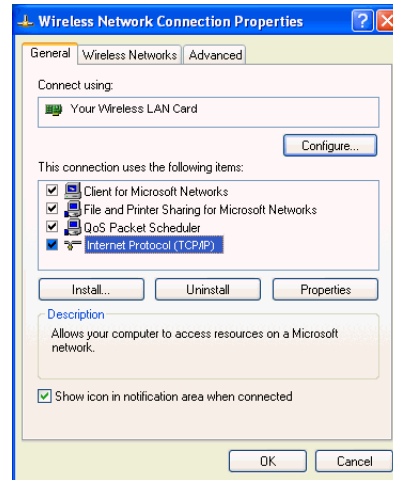 Wireless Network Connection Properties
General Wireless Networks Advanced
Connect using:
Your Wireless LAN Card
Configure...
This connection uses the following items:
Client for Microsoft Networks
File and Printer Sharing for Microsoft Networks
QoS Packet Scheduler
Internet Protocol (TCP/IP)
Install... Uninstall Properties
Description
Allows your computer to access resources on a Microsoft
network.
Show icon in notification area when connected
OK Cancel